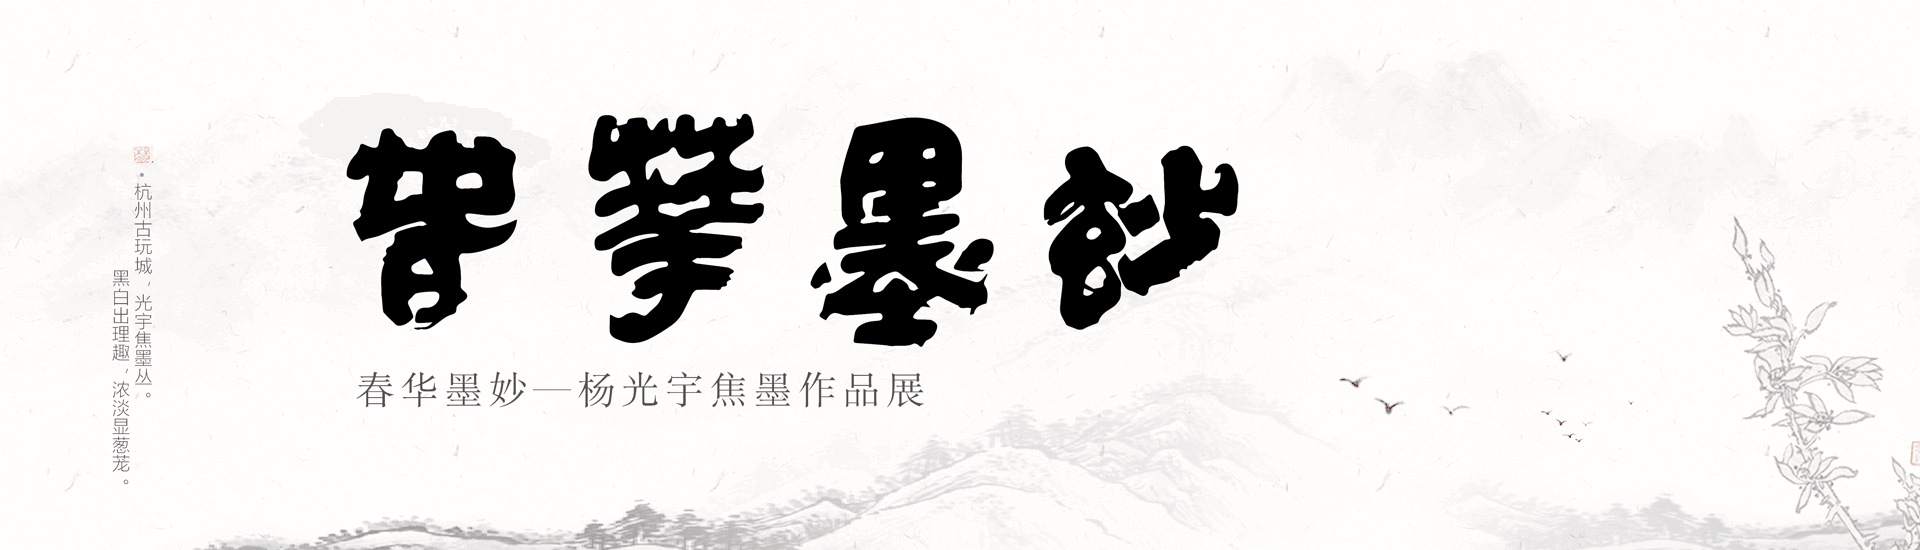 春华墨妙
春华墨妙—杨光宇焦墨作品展
·杭州古玩城，光宇焦墨丛。
黑白出理趣，浓淡显葱茏。